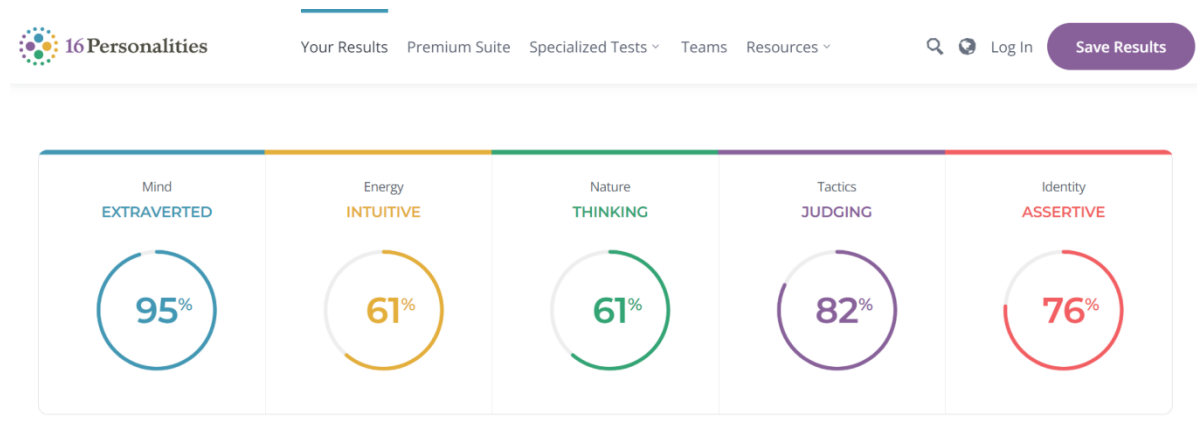 16Personalities Your Results Premium Suite Specialized Tests Teams Resources Log In Save Results
Mind Energy Nature Tactics Identity
EXTRAVERTED INTUITIVE THINKING JUDGING ASSERTIVE
95% 61% 61% 82% 76%